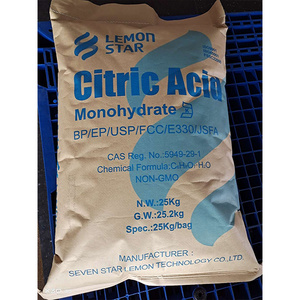 LEMON
STAR
Citric Acid
Monohydrate
BP/EP/USP/FCC/E330/JSFA
CAS Reg. No.:5949-29-1
Chemical Formula:C₆H₈O₇·H₂O
NON-GMO
N.W.:25Kg
G.W.:25.2kg
Spec.:25Kg/bag
MANUFACTURER:
SEVEN STAR LEMON TECHNOLOGY CO.,LTD.